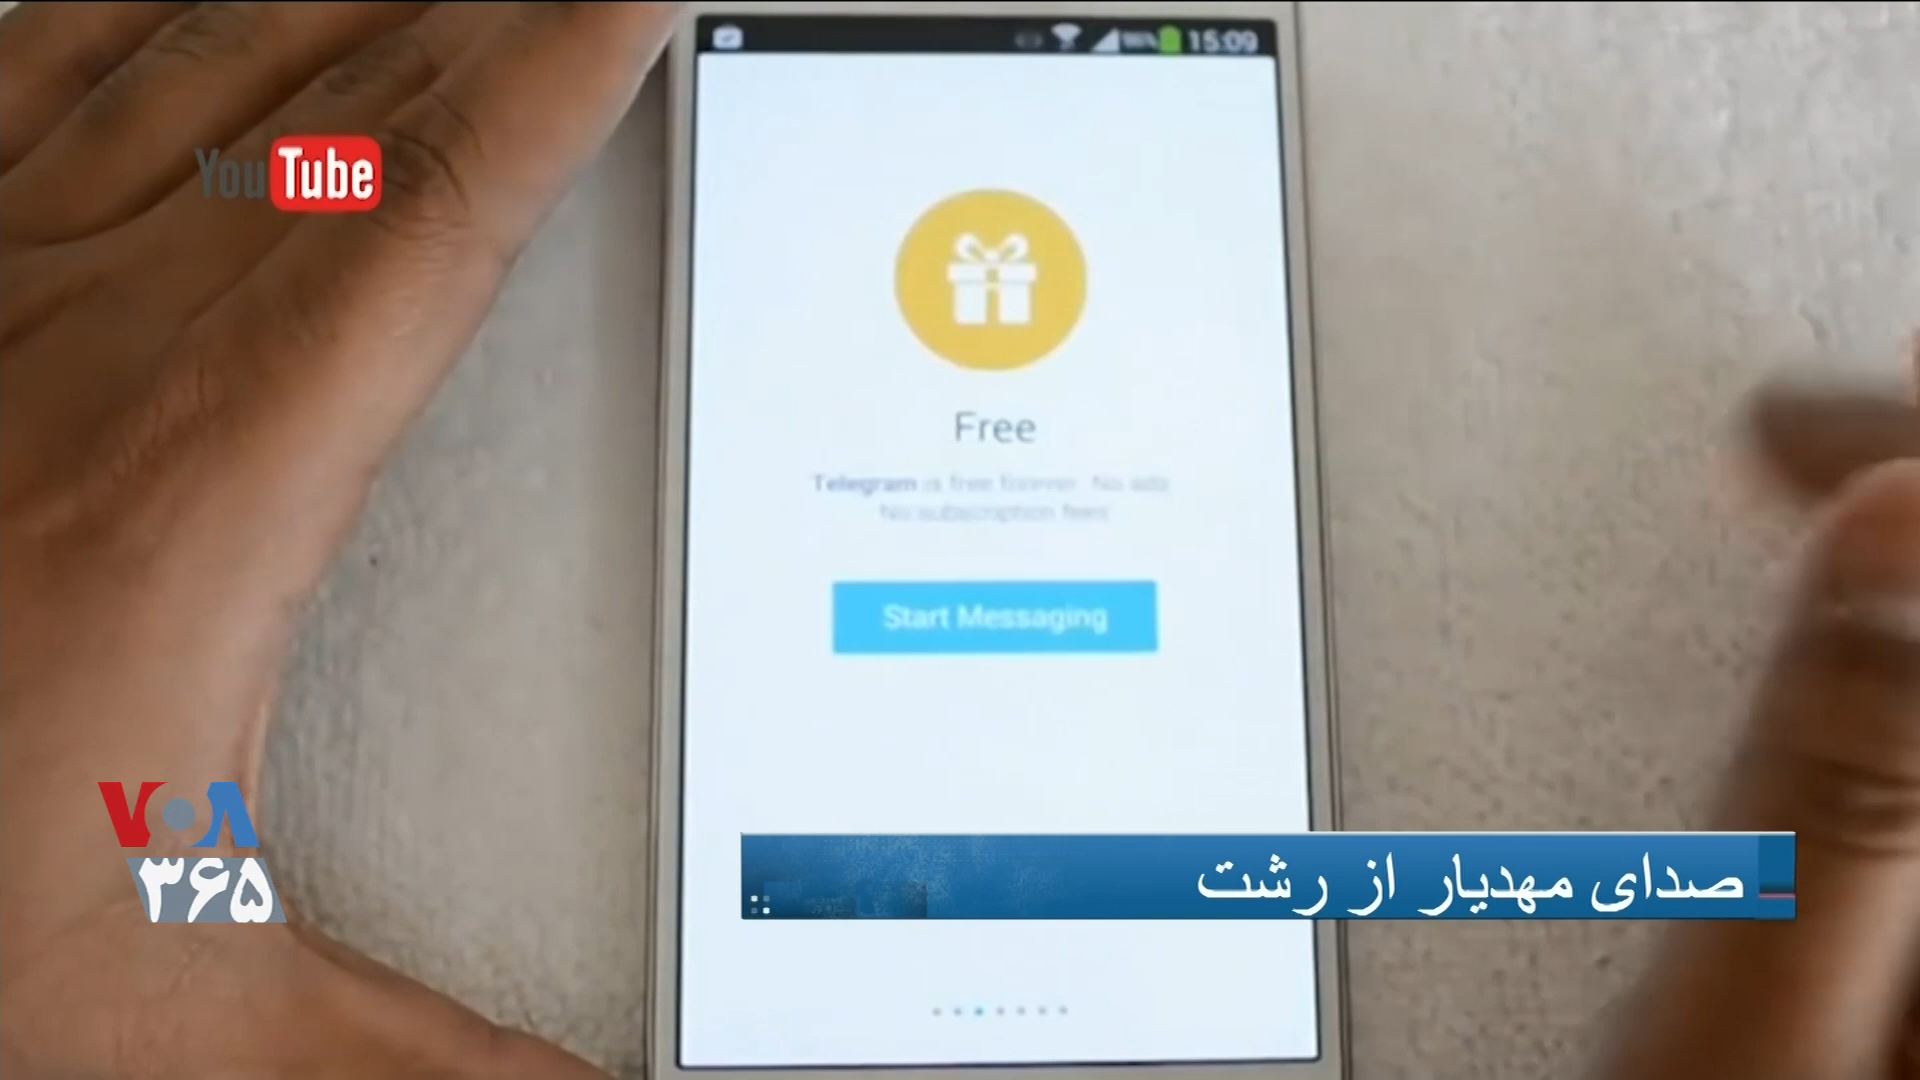 15:09
YouTube
Free
Telegram is free forever. No ads.
No subscription fees.
Start Messaging
VOA
۳۶۵
صدای مهدیار از رشت